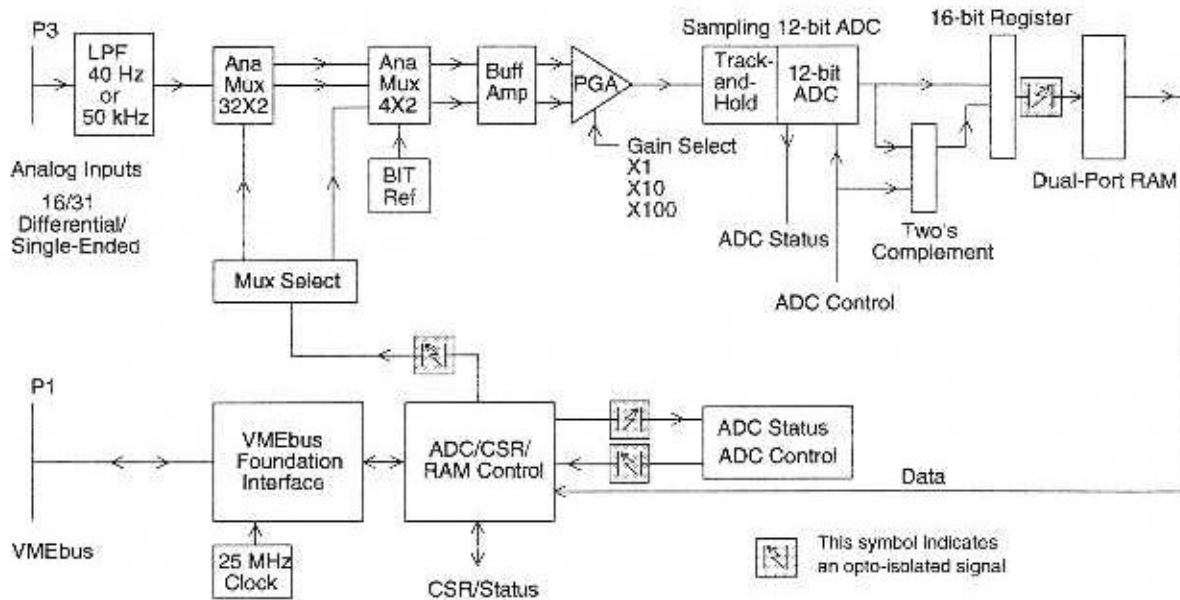 P3
LPF
40 Hz
or
50 kHz
Analog Inputs
16/31
Differential/
Single-Ended
Ana
Mux
32X2
Ana
Mux
4X2
BIT
Ref
Buff
Amp
PGA
Gain Select
X1
X10
X100
Sampling 12-bit ADC
Track-
and-
Hold
12-bit
ADC
ADC Status
ADC Control
Two's
Complement
16-bit Register
Dual-Port RAM
Mux Select
P1
VMEbus
VMEbus
Foundation
Interface
25 MHz
Clock
ADC/CSR/
RAM Control
CSR/Status
ADC Status
ADC Control
Data
This symbol indicates
an opto-isolated signal